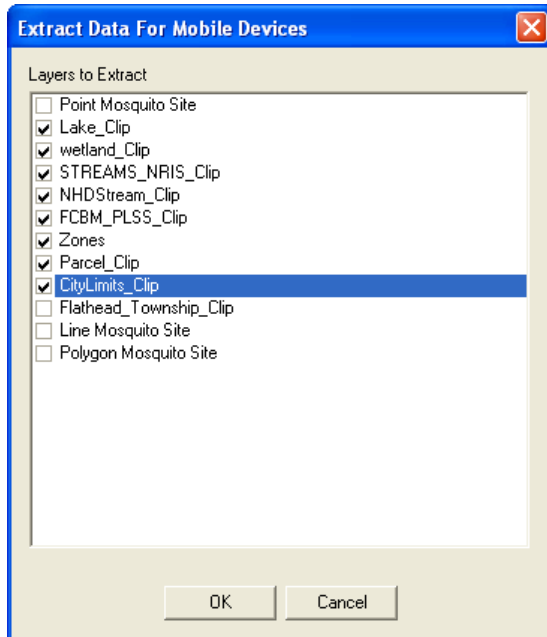 Extract Data For Mobile Devices
Layers to Extract
Point Mosquito Site
Lake_Clip
wetland_Clip
STREAMS_NRIS_Clip
NHDStream_Clip
FCBM_PLSS_Clip
Zones
Parcel_Clip
CityLimits_Clip
Flathead_Township_Clip
Line Mosquito Site
Polygon Mosquito Site
OK Cancel